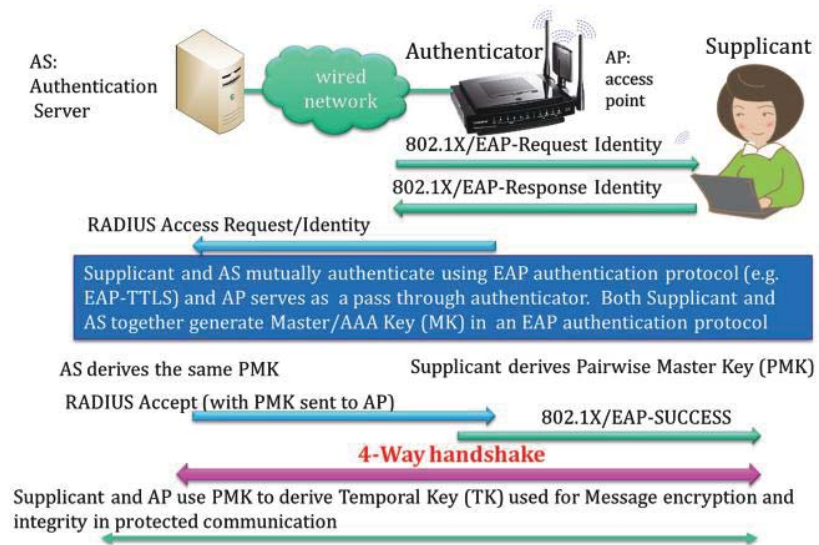 AS:
Authentication
Server
wired
network
Authenticator
AP:
access
point
Supplicant
802.1X/EAP-Request Identity
802.1X/EAP-Response Identity
RADIUS Access Request/Identity
Supplicant and AS mutually authenticate using EAP authentication protocol (e.g.
EAP-TTLS) and AP serves as a pass through authenticator. Both Supplicant and
AS together generate Master/AAA Key (MK) in an EAP authentication protocol
AS derives the same PMK
Supplicant derives Pairwise Master Key (PMK)
RADIUS Accept (with PMK sent to AP)
802.1X/EAP-SUCCESS
4-Way handshake
Supplicant and AP use PMK to derive Temporal Key (TK) used for Message encryption and
integrity in protected communication